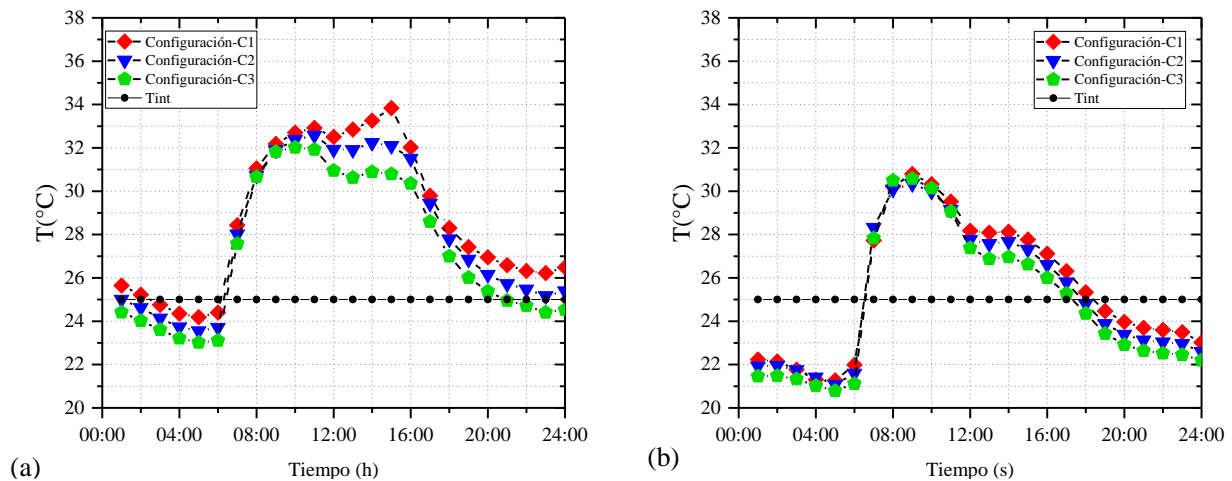 38
36
34
32
30
28
26
24
22
20
T(°C)
Configuración-C1
Configuración-C2
Configuración-C3
Tint
00:00 04:00 08:00 12:00 16:00 20:00 24:00
Tiempo (h)
(a)
38
36
34
32
30
28
26
24
22
20
T(°C)
Configuración-C1
Configuración-C2
Configuración-C3
Tint
00:00 04:00 08:00 12:00 16:00 20:00 24:00
Tiempo (s)
(b)